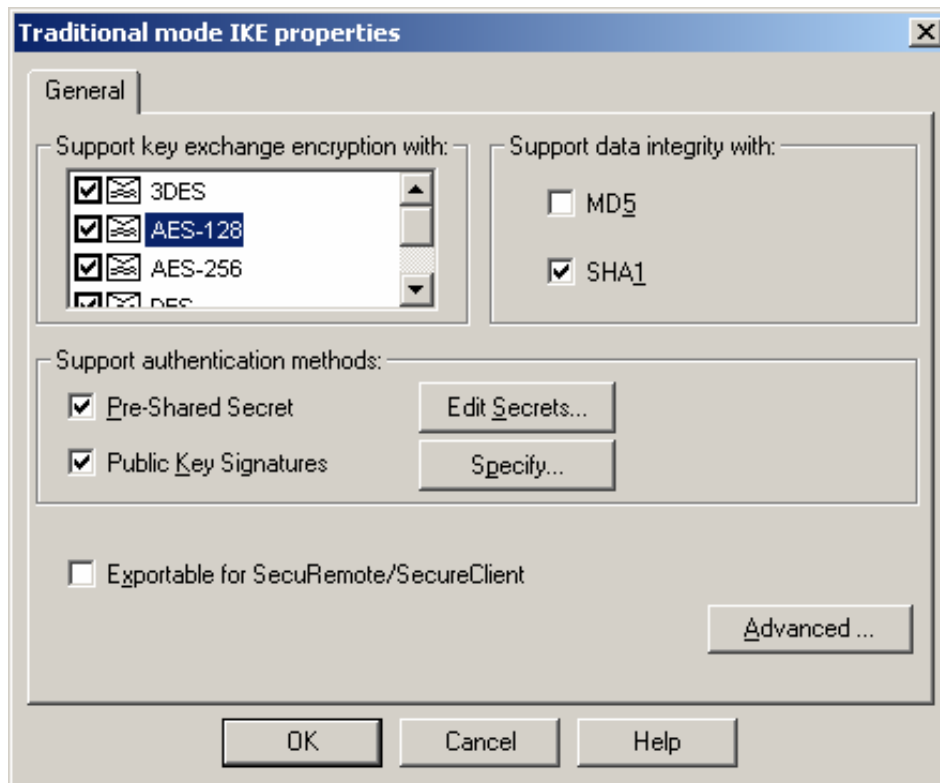 Traditional mode IKE properties
General
Support key exchange encryption with:
3DES
AES-128
AES-256
DES
Support data integrity with:
MD5
SHA1
Support authentication methods:
Pre-Shared Secret
Edit Secrets...
Public Key Signatures
Specify...
Exportable for SecuRemote/SecureClient
Advanced ...
OK
Cancel
Help